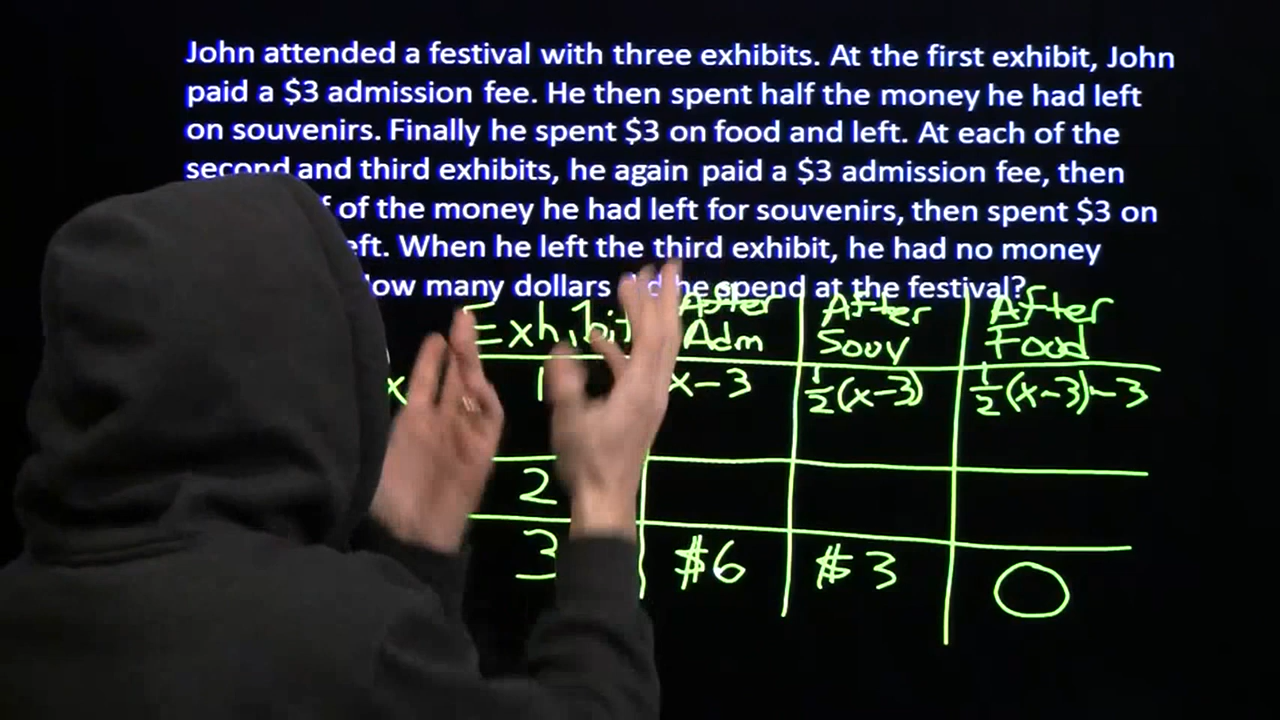 John attended a festival with three exhibits. At the first exhibit, John
paid a $3 admission fee. He then spent half the money he had left
on souvenirs. Finally he spent $3 on food and left. At each of the
second and third exhibits, he again paid a $3 admission fee, then
of the money he had left for souvenirs, then spent $3 on
left. When he left the third exhibit, he had no money
How many dollars did he spend at the festival?
Exhibit After Adm After Souv After Food
x 1 x-3 1/2(x-3) 1/2(x-3)-3
2
3 $6 $3 0